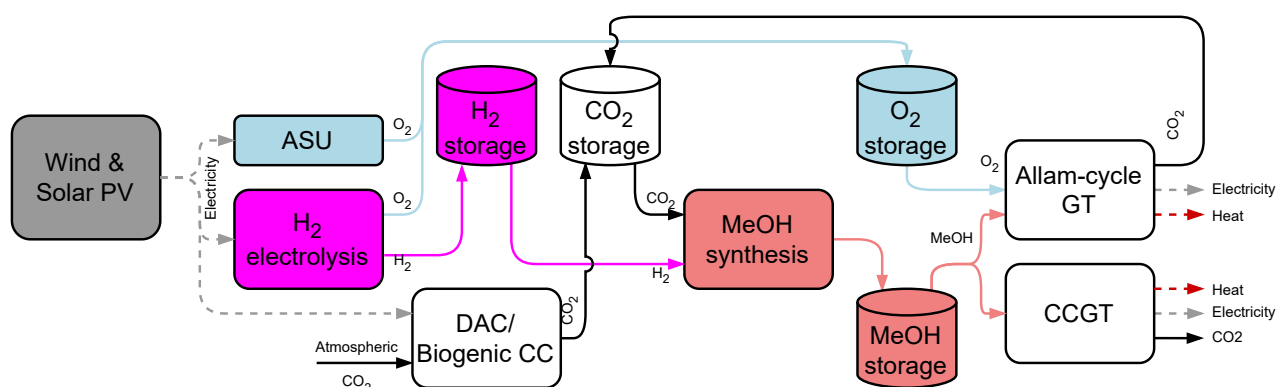 Wind &
Solar PV
Electricity
ASU
O2
H2
electrolysis
O2
H2
H2
storage
CO2
storage
O2
storage
CO2
Atmospheric
CO2
DAC/
Biogenic CC
CO2
CO2
H2
MeOH
synthesis
MeOH
storage
O2
MeOH
Allam-cycle
GT
Electricity
Heat
CCGT
Heat
Electricity
CO2